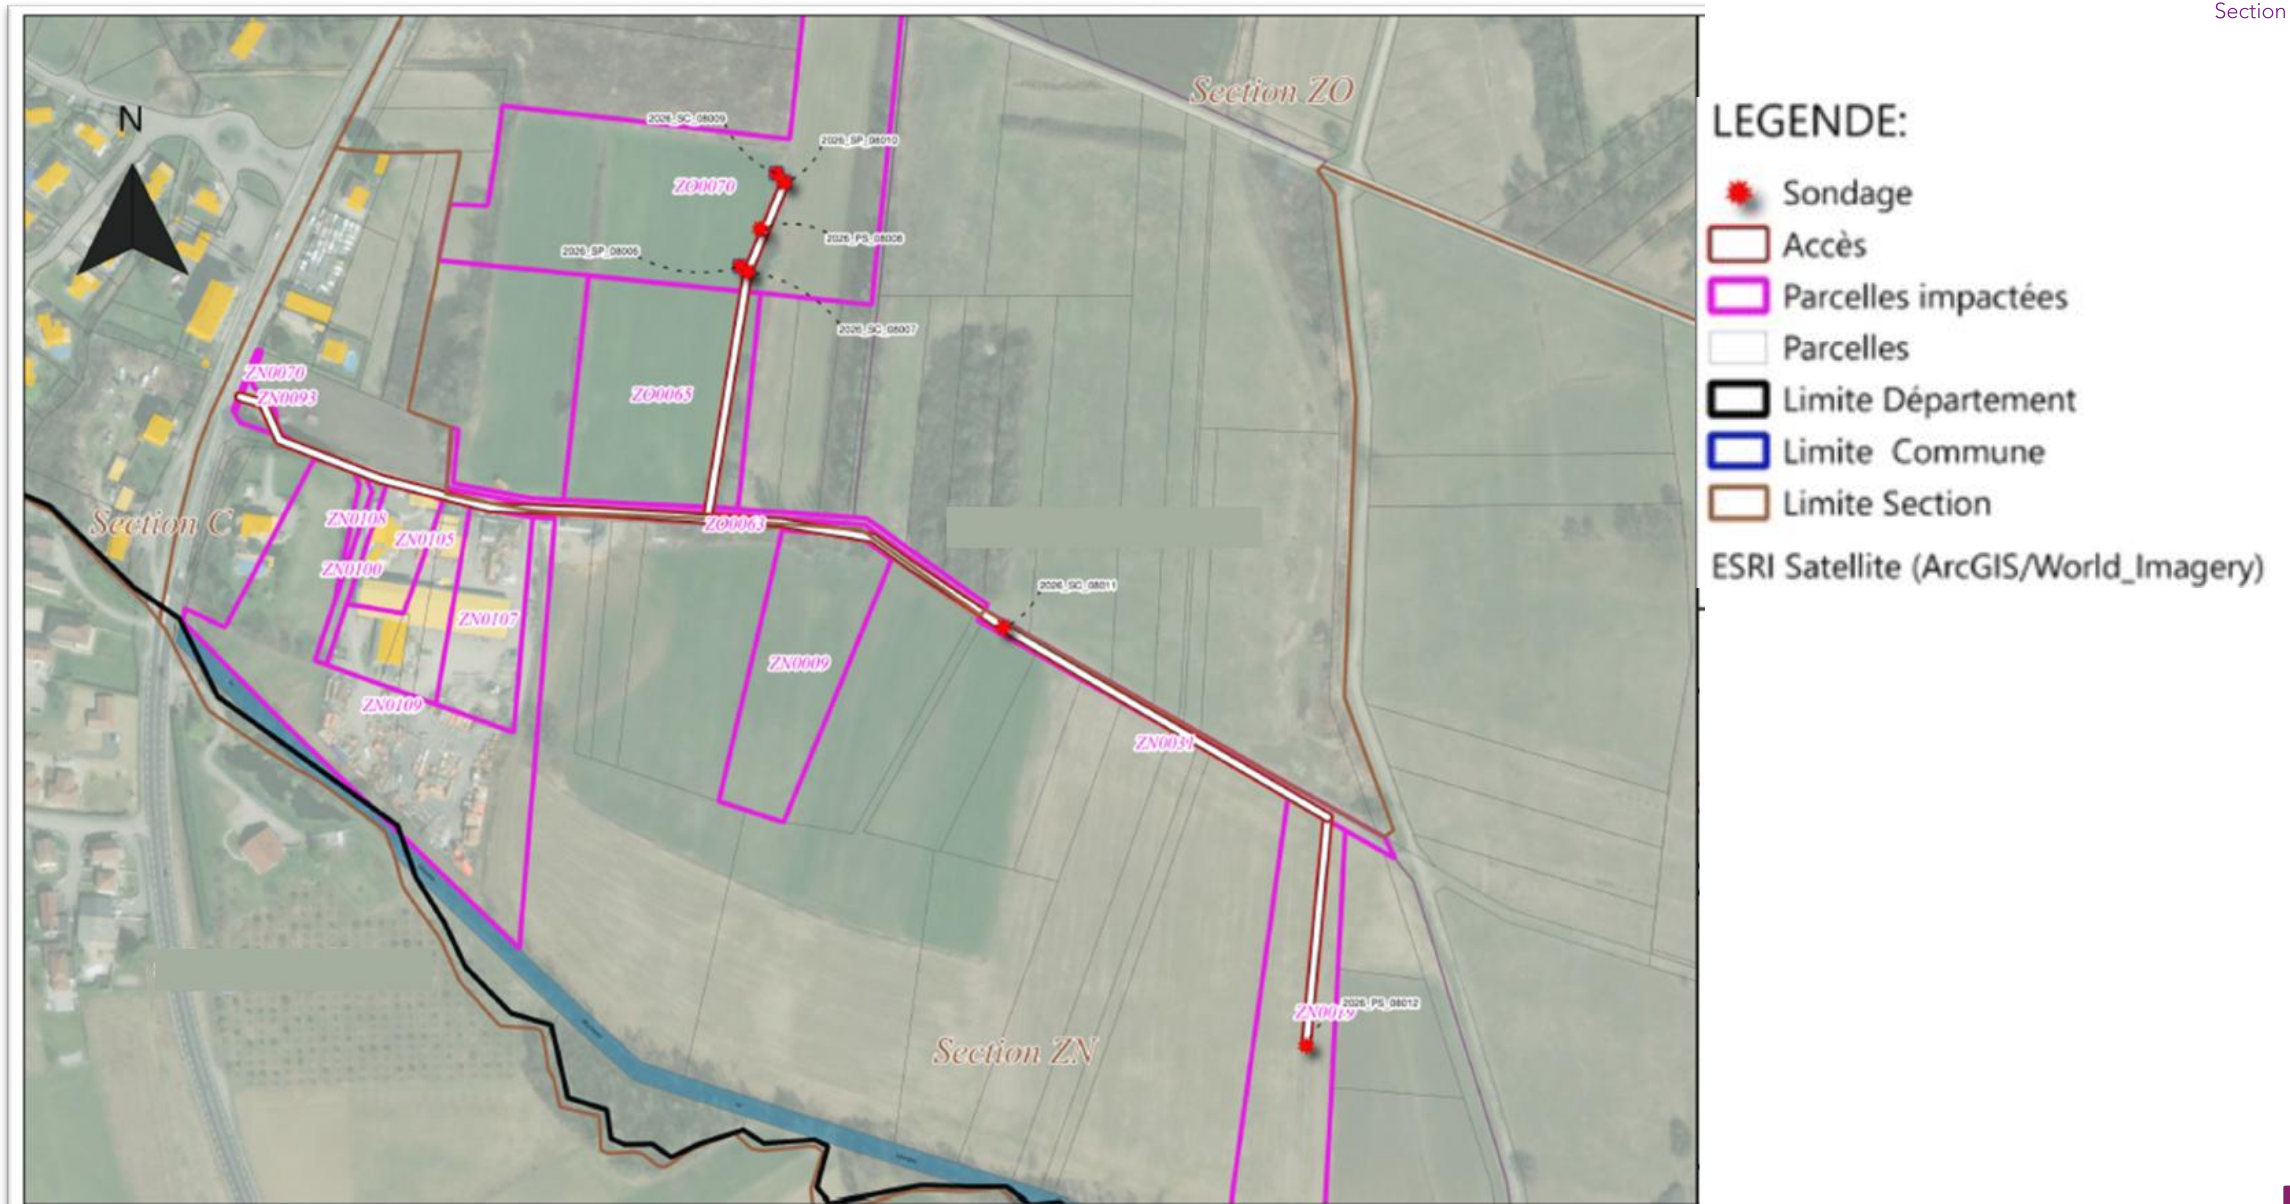 Section
Section ZO
N
2026_SC_08009
2026_SP_08010
ZO0070
2026_PS_08008
2026_SP_08006
2026_SC_08007
ZN0070
ZN0093
ZO0065
Section C
ZN0108
ZN0105
ZO0063
ZN0100
2026_SC_08011
ZN0107
ZN0009
ZN0109
ZN0031
2026_PS_08012
Section ZN
LEGENDE:
Sondage
Accès
Parcelles impactées
Parcelles
Limite Département
Limite Commune
Limite Section
ESRI Satellite (ArcGIS/World_Imagery)